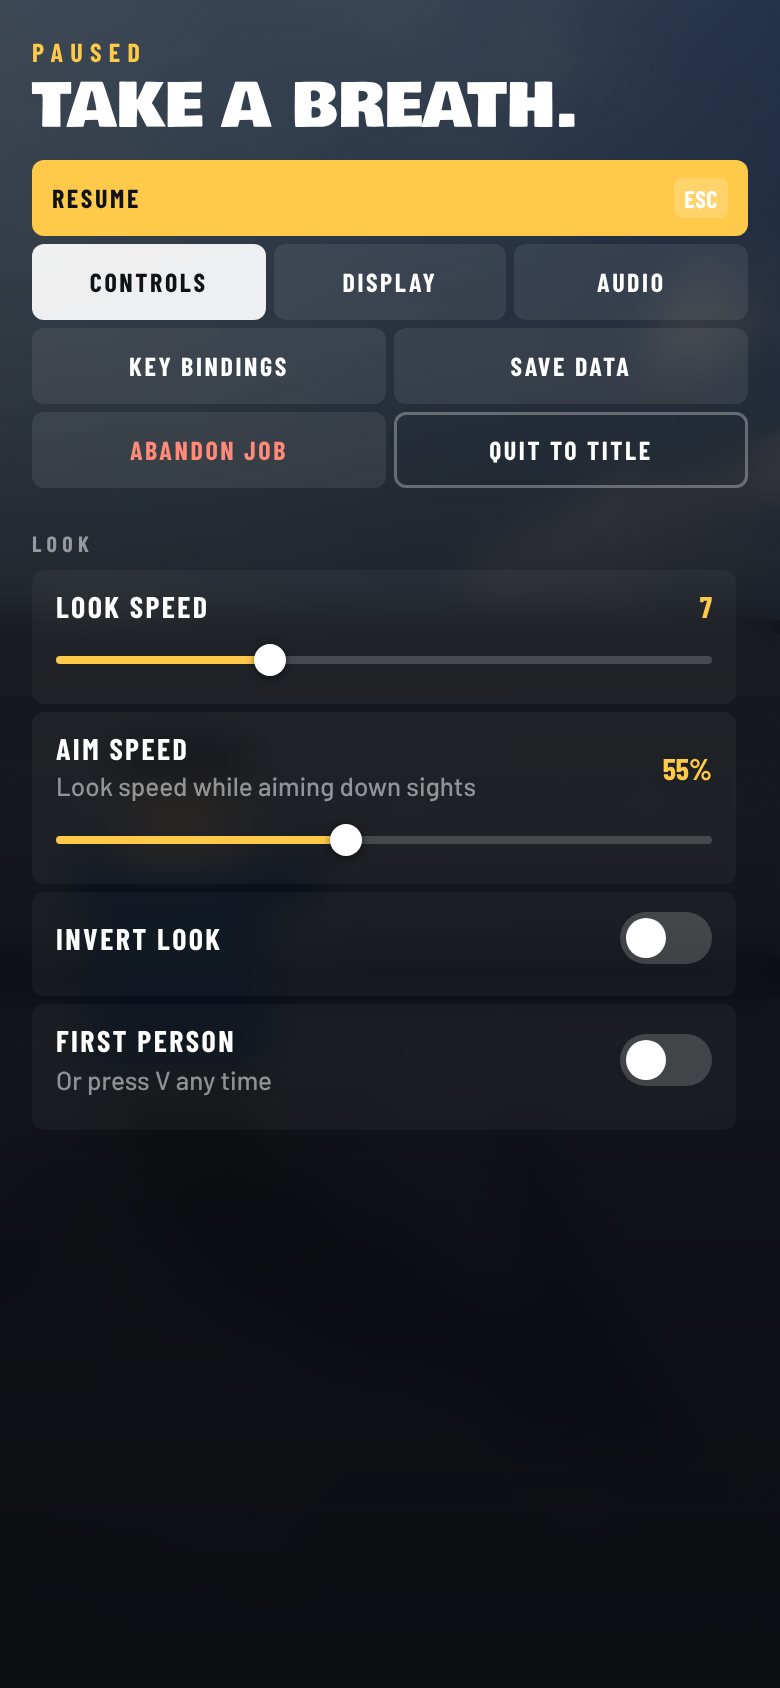 PAUSED
TAKE A BREATH.
RESUME ESC
CONTROLS DISPLAY AUDIO
KEY BINDINGS SAVE DATA
ABANDON JOB QUIT TO TITLE
LOOK
LOOK SPEED 7
AIM SPEED
Look speed while aiming down sights 55%
INVERT LOOK
FIRST PERSON
Or press V any time